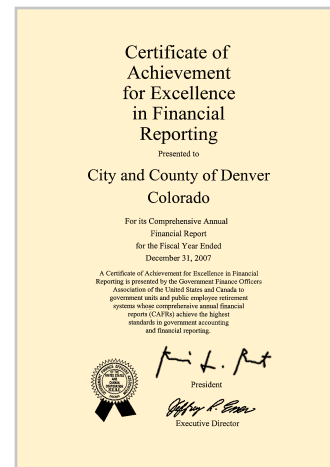 Certificate of
Achievement
for Excellence
in Financial
Reporting
Presented to
City and County of Denver
Colorado
For its Comprehensive Annual
Financial Report
for the Fiscal Year Ended
December 31, 2007
A Certificate of Achievement for Excellence in Financial
Reporting is presented by the Government Finance Officers
Association of the United States and Canada to
government units and public employee retirement
systems whose comprehensive annual financial
reports (CAFRs) achieve the highest
standards in government accounting
and financial reporting.
President
Jeffrey R. Ener
Executive Director